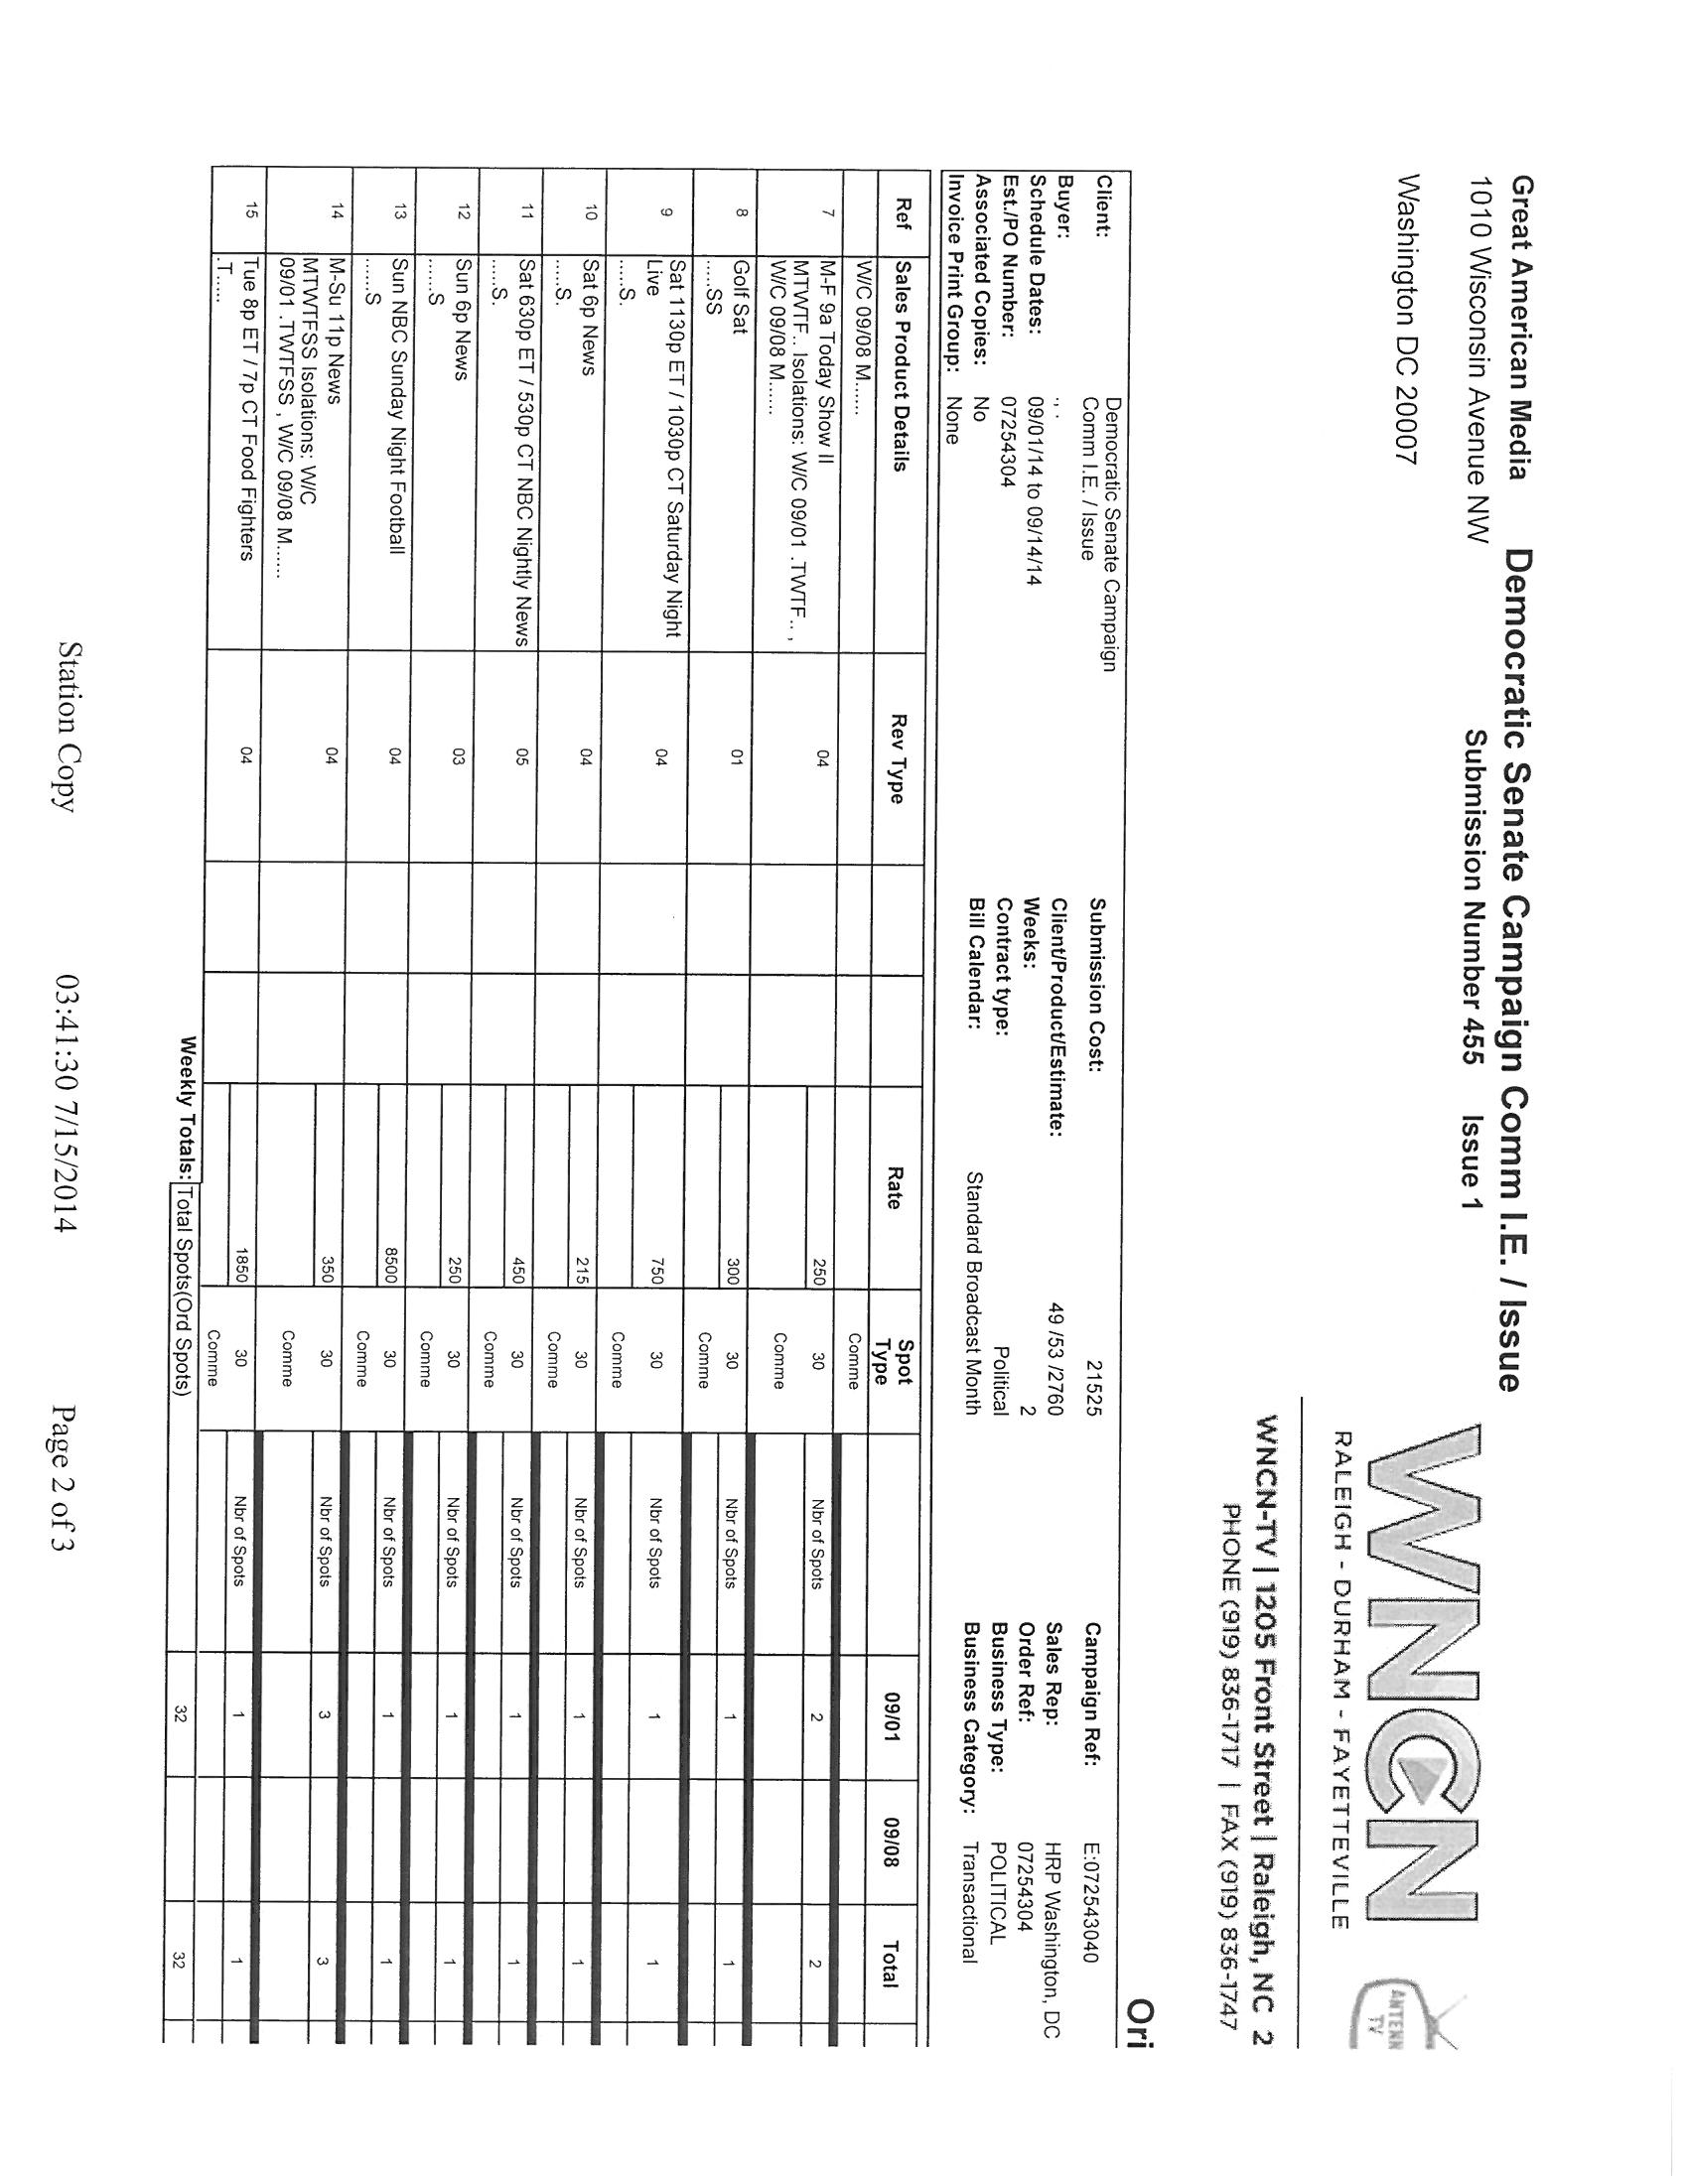 Great American Media
1010 Wisconsin Avenue NW
Washington DC 20007
Democratic Senate Campaign Comm I.E. / Issue
Submission Number 455 Issue 1
WNCN
RALEIGH - DURHAM - FAYETTEVILLE
ANTENN
TV
WNCN-TV | 1205 Front Street | Raleigh, NC 2
PHONE (919) 836-1717 | FAX (919) 836-1747
Ori
Client: Democratic Senate Campaign
Comm I.E. / Issue
Buyer: ., .
Schedule Dates: 09/01/14 to 09/14/14
Est./PO Number: 07254304
Associated Copies: No
Invoice Print Group: None
Submission Cost: 21525
Client/Product/Estimate: 49 /53 /2760
Weeks: 2
Contract type: Political
Bill Calendar: Standard Broadcast Month
Campaign Ref: E:072543040
Sales Rep: HRP Washington, DC
Order Ref: 07254304
Business Type: POLITICAL
Business Category: Transactional
Ref Sales Product Details Rev Type Rate Spot Type 09/01 09/08 Total
W/C 09/08 M...... Comme
7 M-F 9a Today Show II 04 250 30 Nbr of Spots 2 2
MTWTF.. Isolations: W/C 09/01 .TWTF.. ,
W/C 09/08 M...... Comme
8 Golf Sat 01 300 30 Nbr of Spots 1 1
.....SS Comme
9 Sat 1130p ET / 1030p CT Saturday Night 04 750 30 Nbr of Spots 1 1
Live
.....S. Comme
10 Sat 6p News 04 215 30 Nbr of Spots 1 1
.....S. Comme
11 Sat 630p ET / 530p CT NBC Nightly News 05 450 30 Nbr of Spots 1 1
.....S. Comme
12 Sun 6p News 03 250 30 Nbr of Spots 1 1
......S Comme
13 Sun NBC Sunday Night Football 04 8500 30 Nbr of Spots 1 1
......S Comme
14 M-Su 11p News 04 350 30 Nbr of Spots 3 3
MTWTFSS Isolations: W/C
09/01 .TWTFSS , W/C 09/08 M...... Comme
15 Tue 8p ET / 7p CT Food Fighters 04 1850 30 Nbr of Spots 1 1
.T..... Comme
Weekly Totals: Total Spots(Ord Spots) 32 32
Station Copy 03:41:30 7/15/2014 Page 2 of 3